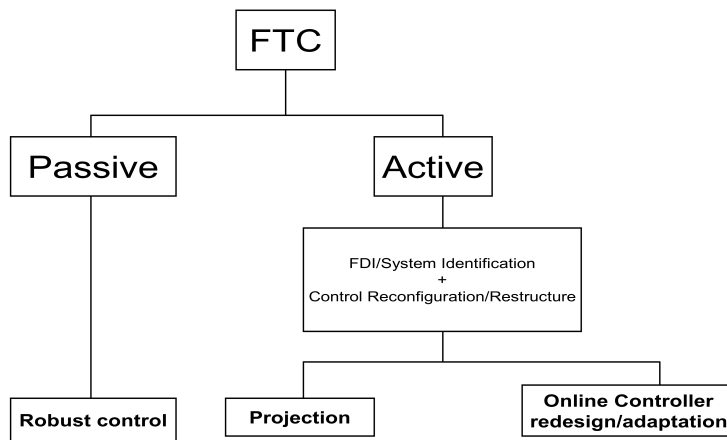 FTC
Passive
Active
FDI/System Identification
+
Control Reconfiguration/Restructure
Robust control
Projection
Online Controller
redesign/adaptation